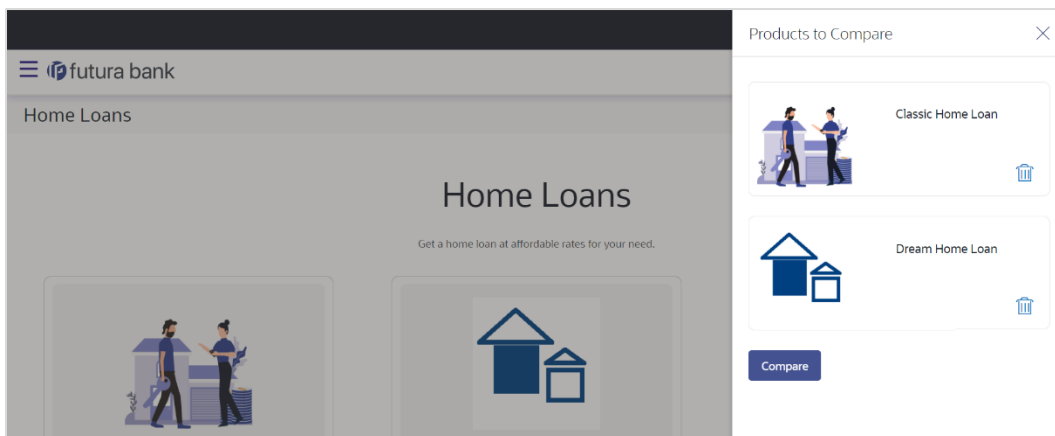 futura bank
Home Loans
Home Loans
Get a home loan at affordable rates for your need.
Products to Compare
Classic Home Loan
Dream Home Loan
Compare